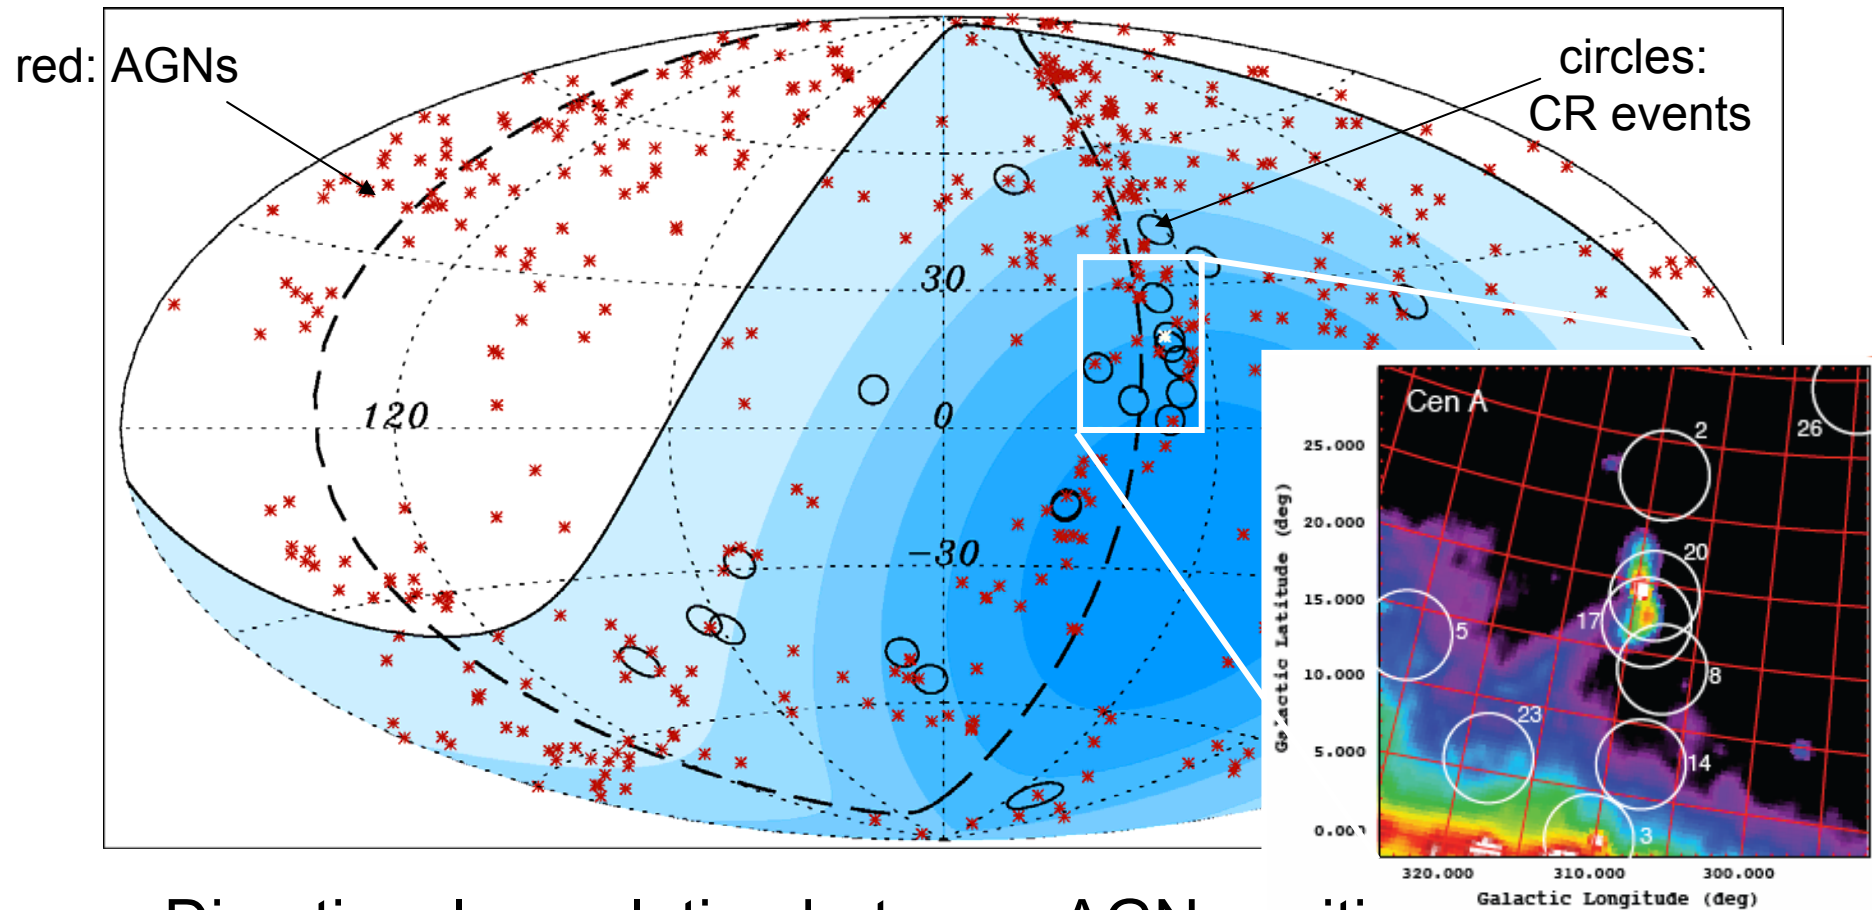 red: AGNs
circles:
CR events
30
120
0
−30
Cen A
2
26
20
17
5
8
23
14
3
25.000
20.000
15.000
10.000
5.000
Galactic Latitude (deg)
320.000 310.000 300.000
Galactic Longitude (deg)